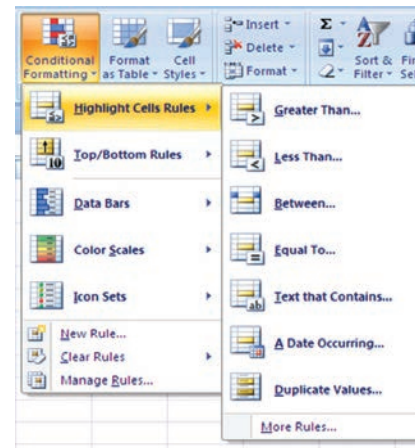 Conditional Formatting
Format as Table
Cell Styles
Insert
Delete
Format
Σ
Sort & Filter
Highlight Cells Rules
Top/Bottom Rules
Data Bars
Color Scales
Icon Sets
New Rule...
Clear Rules
Manage Rules...
Greater Than...
Less Than...
Between...
Equal To...
Text that Contains...
A Date Occurring...
Duplicate Values...
More Rules...